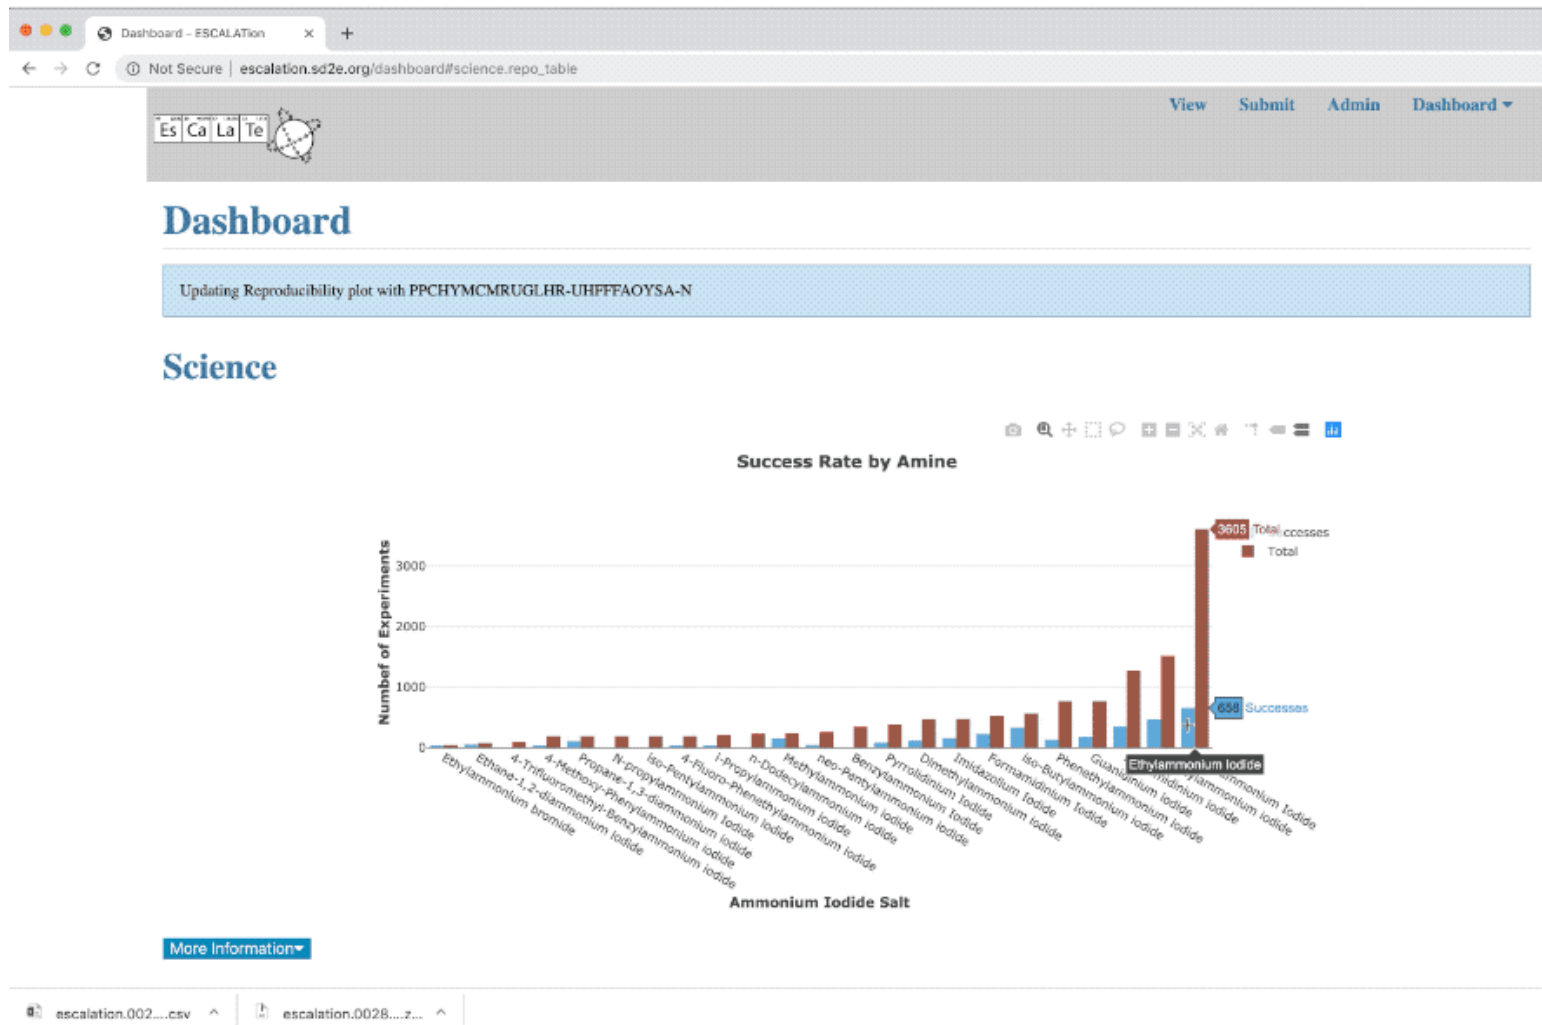 Dashboard – ESCALATion × +
Not Secure | escalation.sd2e.org/dashboard#science.repo_table
Es Ca La Te
View Submit Admin Dashboard
Dashboard
Updating Reproducibility plot with PPCHYMCMRUGLHR-UHFFFAOYSA-N
Science
Success Rate by Amine
3605 Total
ccesses
Total
Numbef of Experiments
3000
2000
1000
0
658 Successes
Ethylammonium Iodide
Ethylammonium bromide
Ethane-1,2-diammonium iodide
4-Trifluoromethyl-Benzylammonium iodide
4-Methoxy-Phenylammonium iodide
Propane-1,3-diammonium iodide
N-propylammonium Iodide
iso-Pentylammonium iodide
4-Fluoro-Phenethylammonium iodide
i-Propylammonium iodide
n-Dodecylammonium iodide
Methylammonium iodide
neo-Pentylammonium iodide
Benzylammonium Iodide
Pyrrolidinium Iodide
Dimethylammonium iodide
Imidazolium Iodide
Formamidinium Iodide
iso-Butylammonium iodide
Phenethylammonium iodide
Guanidinium iodide
Ammonium Iodide Salt
More Information
escalation.002....csv
escalation.0028....z...